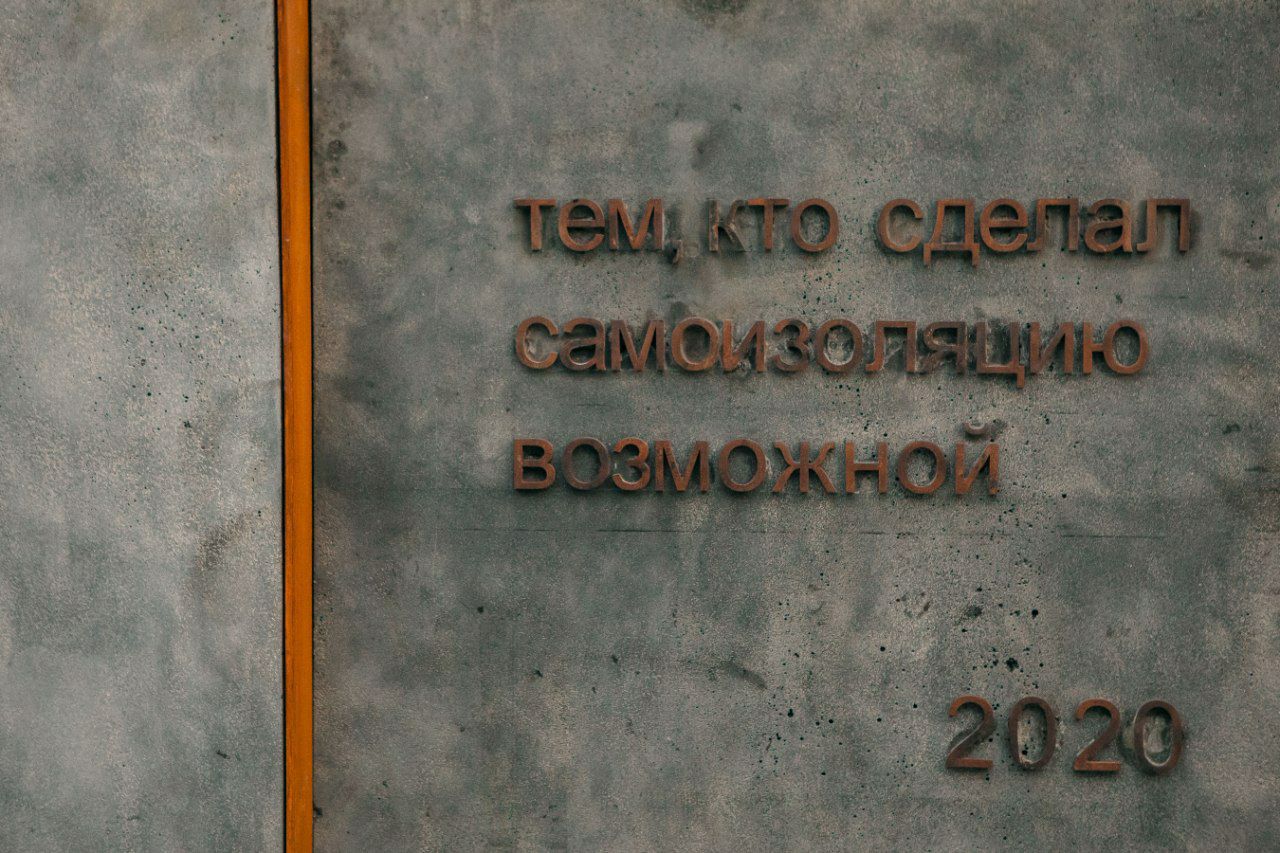 тем, кто сделал
самоизоляцию
возможной
2020